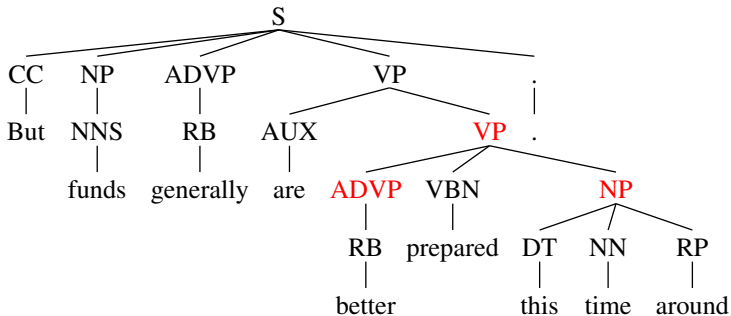 S
CC NP ADVP VP .
But NNS RB AUX VP .
funds generally are ADVP VBN NP
RB prepared DT NN RP
better this time around